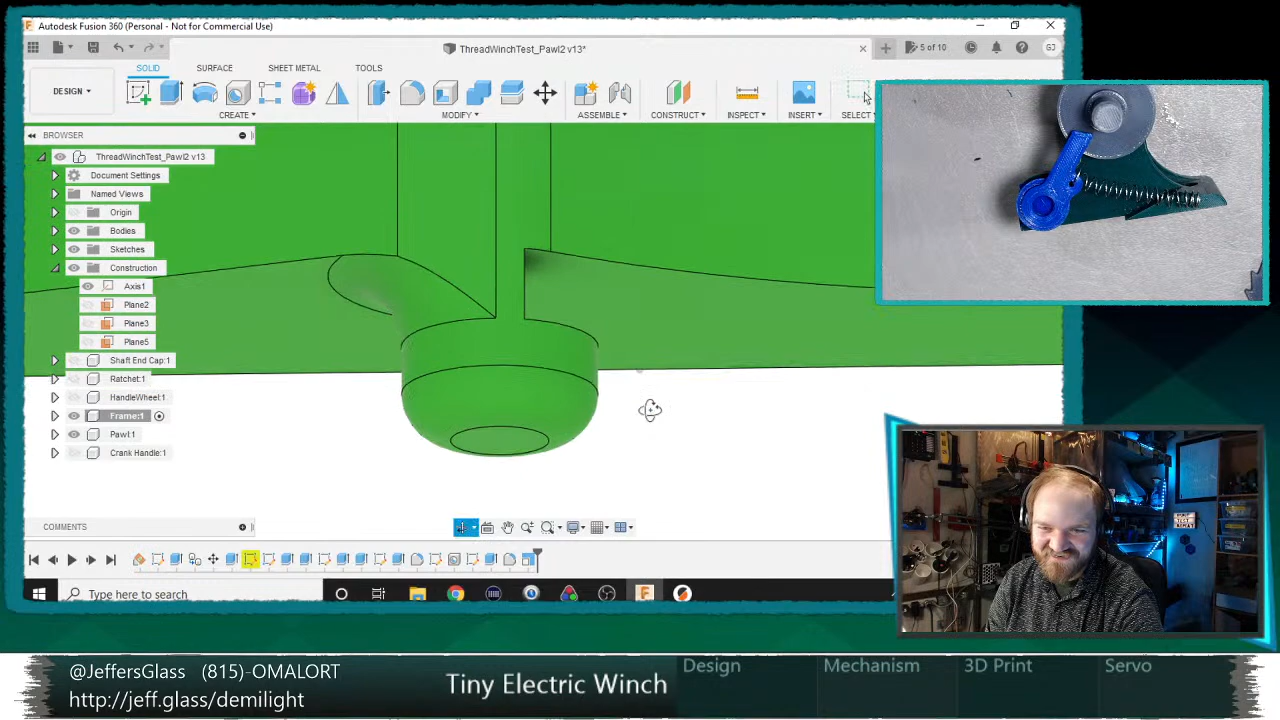 Autodesk Fusion 360 (Personal - Not for Commercial Use)
ThreadWinchTest_Pawl2 v13*
5 of 10
GJ
SOLID
SURFACE
SHEET METAL
TOOLS
DESIGN
CREATE
MODIFY
ASSEMBLE
CONSTRUCT
INSPECT
INSERT
SELECT
BROWSER
ThreadWinchTest_Pawl2 v13
Document Settings
Named Views
Origin
Bodies
Sketches
Construction
Axis1
Plane2
Plane3
Plane5
Shaft End Cap:1
Ratchet:1
HandleWheel:1
Frame:1
Pawl:1
Crank Handle:1
COMMENTS
Type here to search
@JeffersGlass (815)-OMALORT
http://jeff.glass/demilight
Tiny Electric Winch
Design
Mechanism
3D Print
Servo